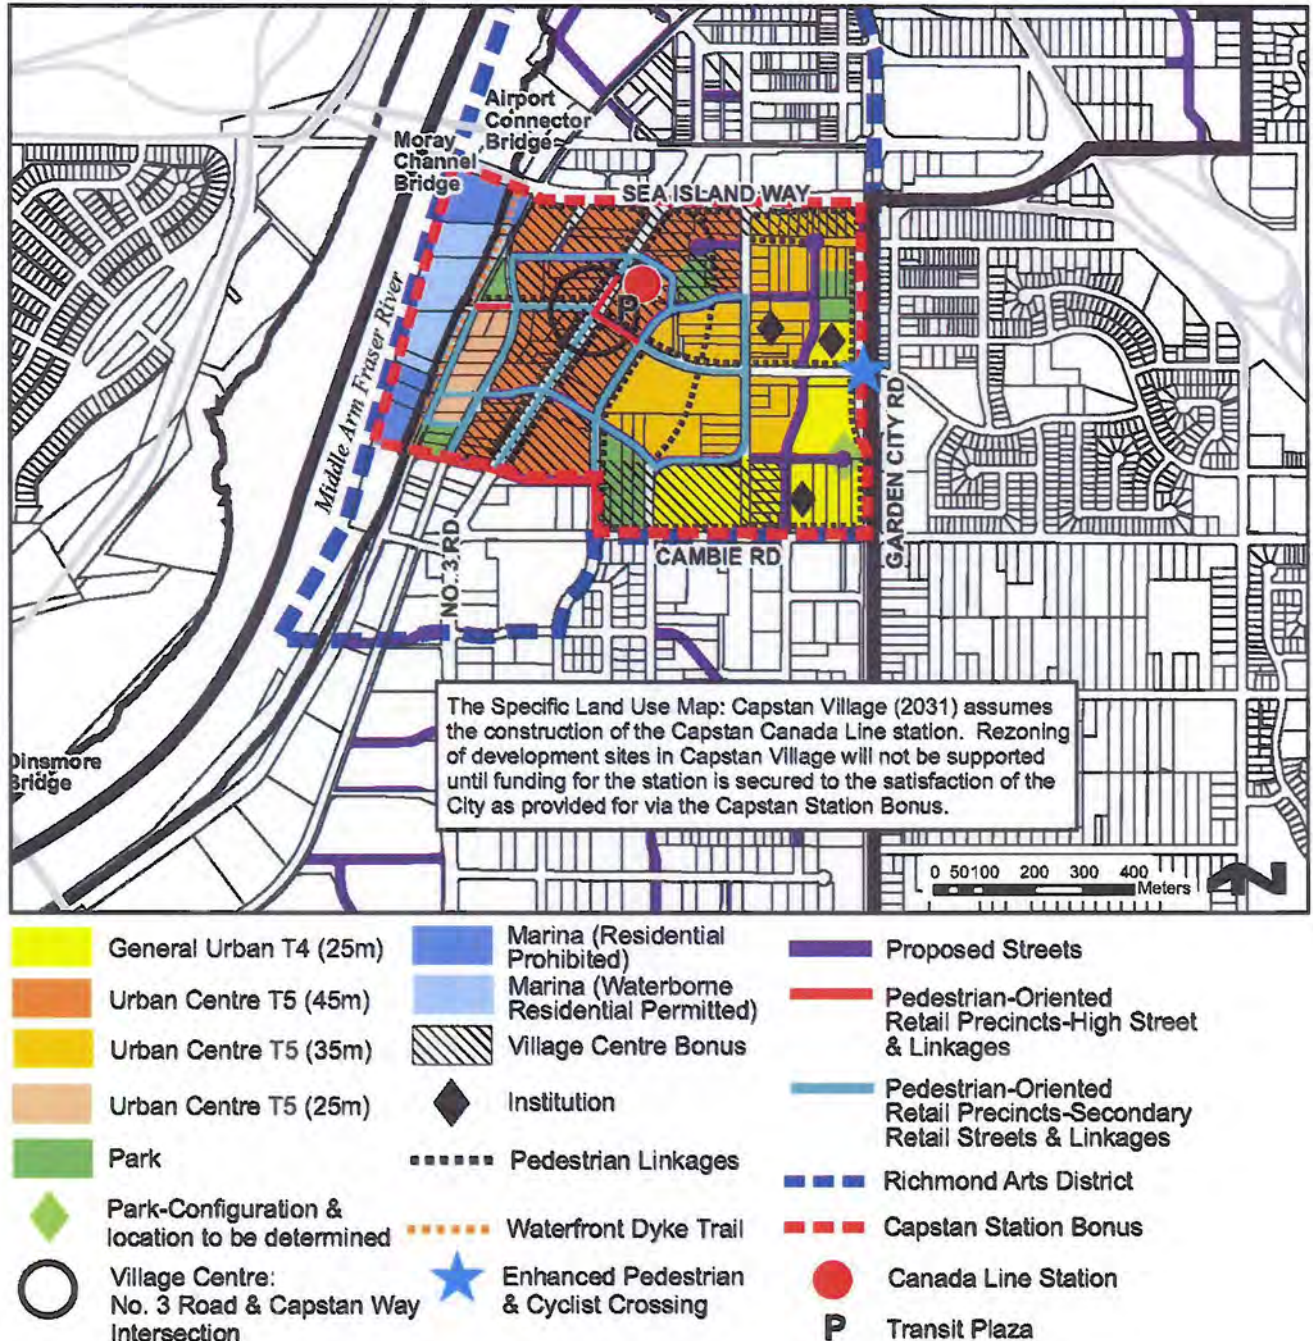 Airport
Connector
Bridge
Moray
Channel
Bridge
SEA ISLAND WAY
P
Middle Arm Fraser River
GARDEN CITY RD
NO. 3 RD
CAMBIE RD
The Specific Land Use Map: Capstan Village (2031) assumes
the construction of the Capstan Canada Line station. Rezoning
of development sites in Capstan Village will not be supported
until funding for the station is secured to the satisfaction of the
City as provided for via the Capstan Station Bonus.
Dinsmore
Bridge
0 50 100 200 300 400
Meters
N
General Urban T4 (25m)
Urban Centre T5 (45m)
Urban Centre T5 (35m)
Urban Centre T5 (25m)
Park
Park-Configuration &
location to be determined
Village Centre:
No. 3 Road & Capstan Way
Intersection
Marina (Residential
Prohibited)
Marina (Waterborne
Residential Permitted)
Village Centre Bonus
Institution
Pedestrian Linkages
Waterfront Dyke Trail
Enhanced Pedestrian
& Cyclist Crossing
Proposed Streets
Pedestrian-Oriented
Retail Precincts-High Street
& Linkages
Pedestrian-Oriented
Retail Precincts-Secondary
Retail Streets & Linkages
Richmond Arts District
Capstan Station Bonus
Canada Line Station
P Transit Plaza